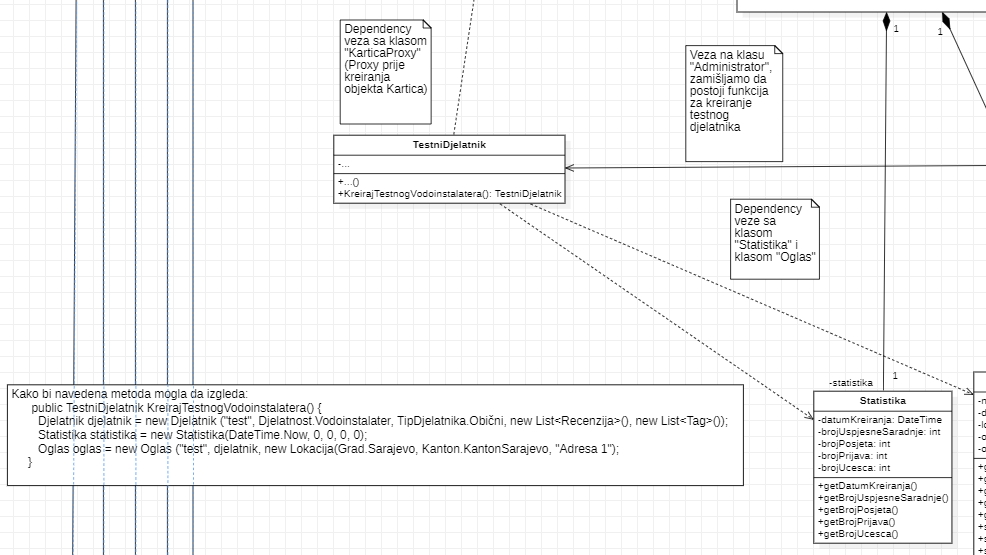 Dependency
veza sa klasom
"KarticaProxy"
(Proxy prije
kreiranja
objekta Kartica)
1
1
Veza na klasu
"Administrator",
zamišljamo da
postoji funkcija
za kreiranje
testnog
djelatnika
TestniDjelatnik
-...
+...()
+KreirajTestnogVodoinstalatera(): TestniDjelatnik
Dependency
veze sa
klasom
"Statistika" i
klasom "Oglas"
-statistika
1
Kako bi navedena metoda mogla da izgleda:
public TestniDjelatnik KreirajTestnogVodoinstalatera() {
Djelatnik djelatnik = new Djelatnik ("test", Djelatnost.Vodoinstalater, TipDjelatnika.Obični, new List<Recenzija>(), new List<Tag>());
Statistika statistika = new Statistika(DateTime.Now, 0, 0, 0, 0);
Oglas oglas = new Oglas ("test", djelatnik, new Lokacija(Grad.Sarajevo, Kanton.KantonSarajevo, "Adresa 1");
}
Statistika
-datumKreiranja: DateTime
-brojUspjesneSaradnje: int
-brojPosjeta: int
-brojPrijava: int
-brojUcesca: int
+getDatumKreiranja()
+getBrojUspjesneSaradnje()
+getBrojPosjeta()
+getBrojPrijava()
+getBrojUcesca()